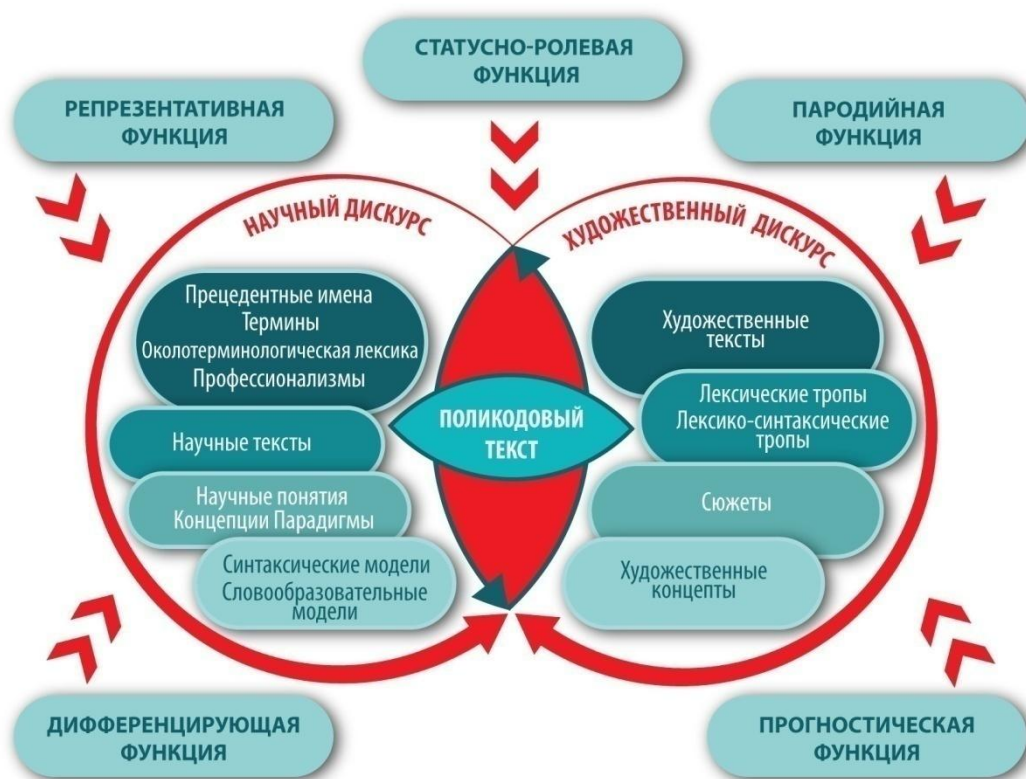 СТАТУСНО-РОЛЕВАЯ
ФУНКЦИЯ
РЕПРЕЗЕНТАТИВНАЯ
ФУНКЦИЯ
ПАРОДИЙНАЯ
ФУНКЦИЯ
НАУЧНЫЙ ДИСКУРС
ХУДОЖЕСТВЕННЫЙ ДИСКУРС
Прецедентные имена
Термины
Околотерминологическая лексика
Профессионализмы
Научные тексты
Научные понятия
Концепции Парадигмы
Синтаксические модели
Словообразовательные
модели
ПОЛИКОДОВЫЙ
ТЕКСТ
Художественные
тексты
Лексические тропы
Лексико-синтаксические
тропы
Сюжеты
Художественные
концепты
ДИФФЕРЕНЦИРУЮЩАЯ
ФУНКЦИЯ
ПРОГНОСТИЧЕСКАЯ
ФУНКЦИЯ